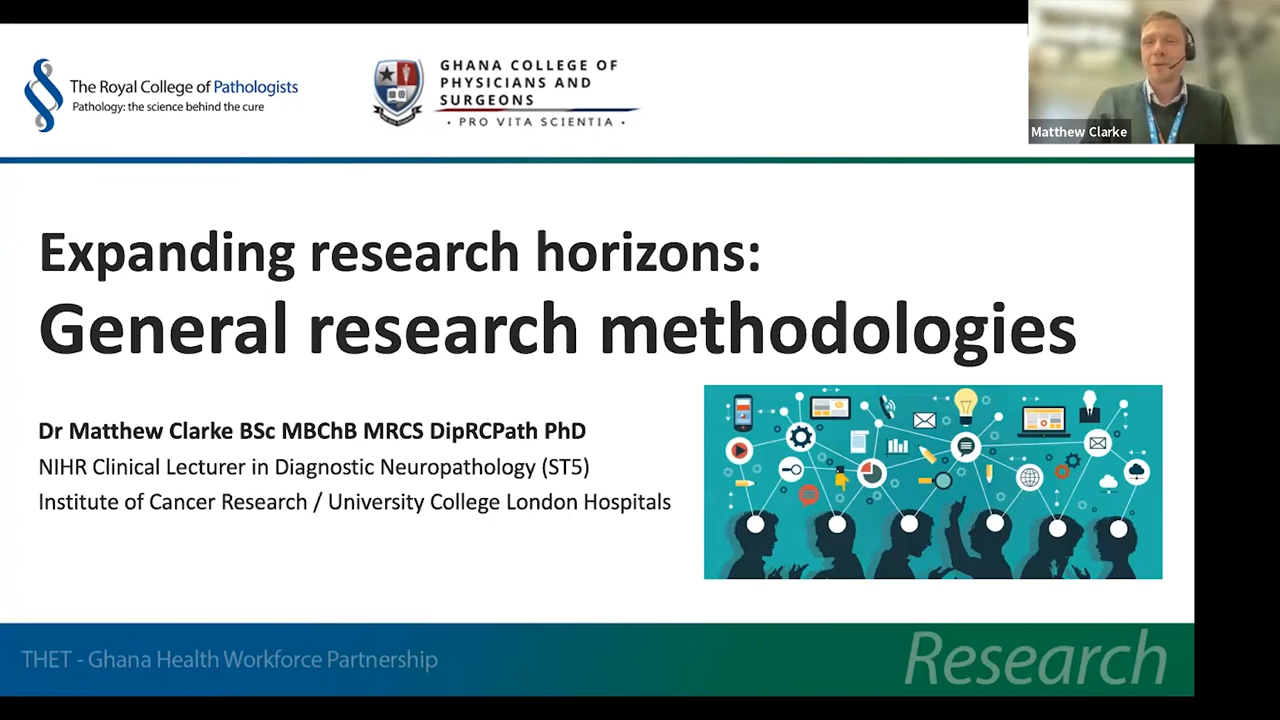 The Royal College of Pathologists
Pathology: the science behind the cure
GHANA COLLEGE OF
PHYSICIANS AND
SURGEONS
· PRO VITA SCIENTIA ·
Matthew Clarke
Expanding research horizons:
General research methodologies
Dr Matthew Clarke BSc MBChB MRCS DipRCPath PhD
NIHR Clinical Lecturer in Diagnostic Neuropathology (ST5)
Institute of Cancer Research / University College London Hospitals
THET - Ghana Health Workforce Partnership
Research